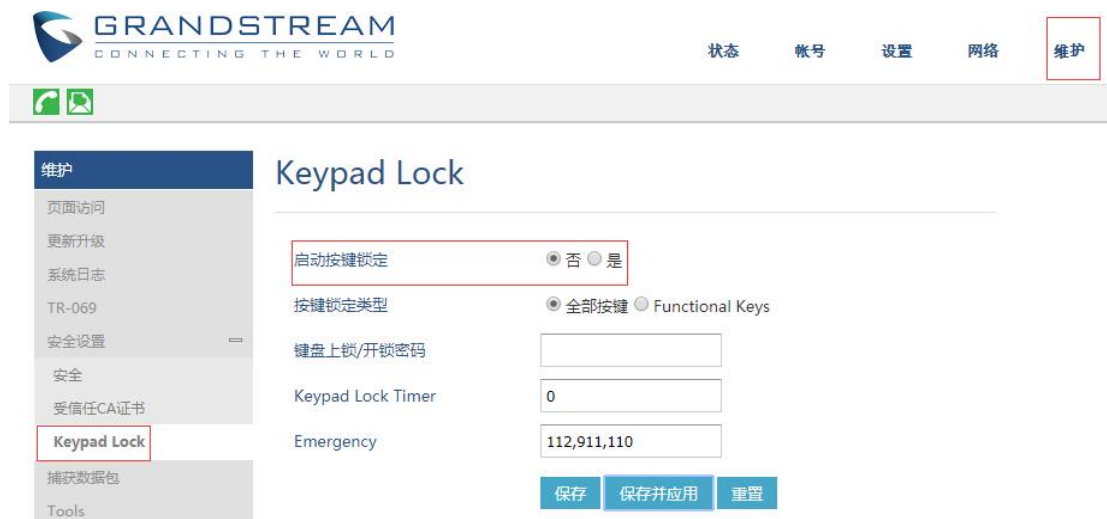 GRANDSTREAM
CONNECTING THE WORLD
状态 帐号 设置 网络 维护
维护
页面访问
更新升级
系统日志
TR-069
安全设置
安全
受信任CA证书
Keypad Lock
捕获数据包
Tools
Keypad Lock
启动按键锁定 否 是
按键锁定类型 全部按键 Functional Keys
键盘上锁/开锁密码
Keypad Lock Timer 0
Emergency 112,911,110
保存 保存并应用 重置